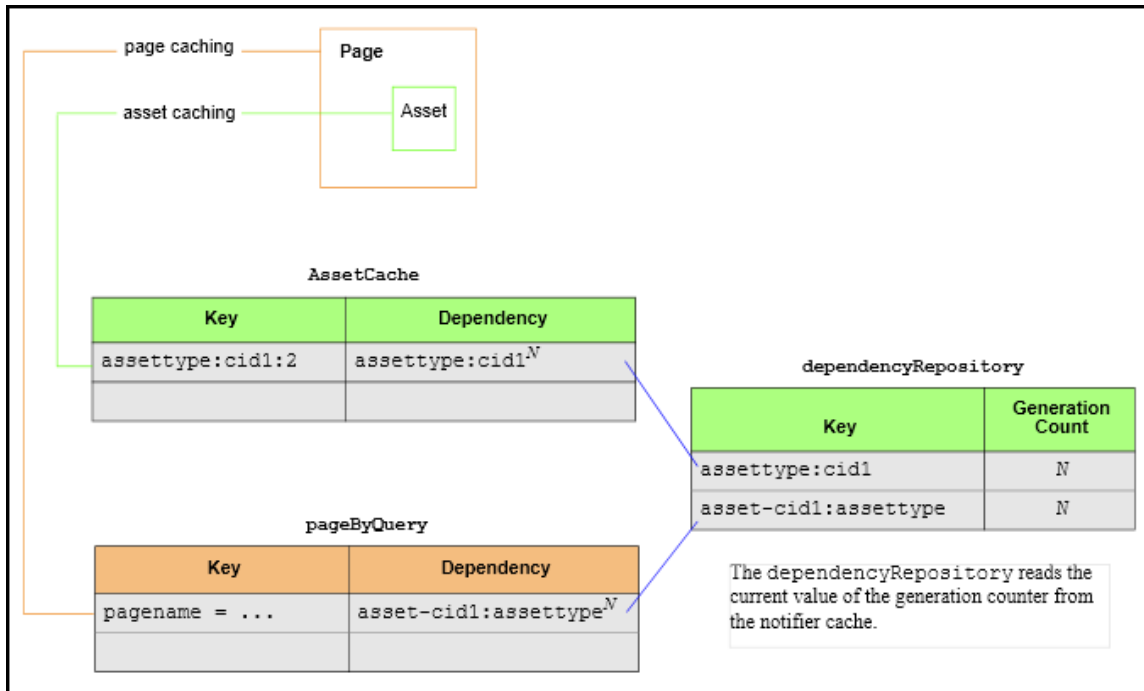 page caching
Page
asset caching
Asset
AssetCache
Key Dependency
assettype:cid1:2 assettype:cid1^N
dependencyRepository
Key Generation Count
assettype:cid1 N
asset-cid1:assettype N
pageByQuery
Key Dependency
pagename = ... asset-cid1:assettype^N
The dependencyRepository reads the
current value of the generation counter from
the notifier cache.